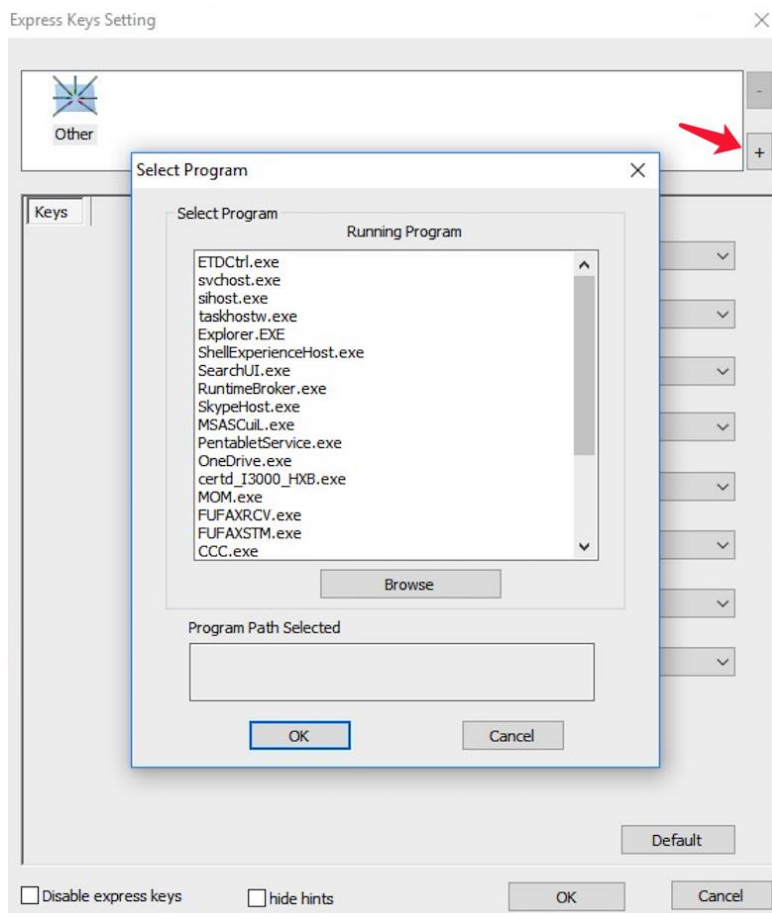 Express Keys Setting
-
Other
+
Select Program
Keys
Select Program
Running Program
ETDCtrl.exe
svchost.exe
sihost.exe
taskhostw.exe
Explorer.EXE
ShellExperienceHost.exe
SearchUI.exe
RuntimeBroker.exe
SkypeHost.exe
MSASCuiL.exe
PentabletService.exe
OneDrive.exe
certd_I3000_HXB.exe
MOM.exe
FUFAXRCV.exe
FUFAXSTM.exe
CCC.exe
Browse
Program Path Selected
OK Cancel
Default
Disable express keys hide hints OK Cancel